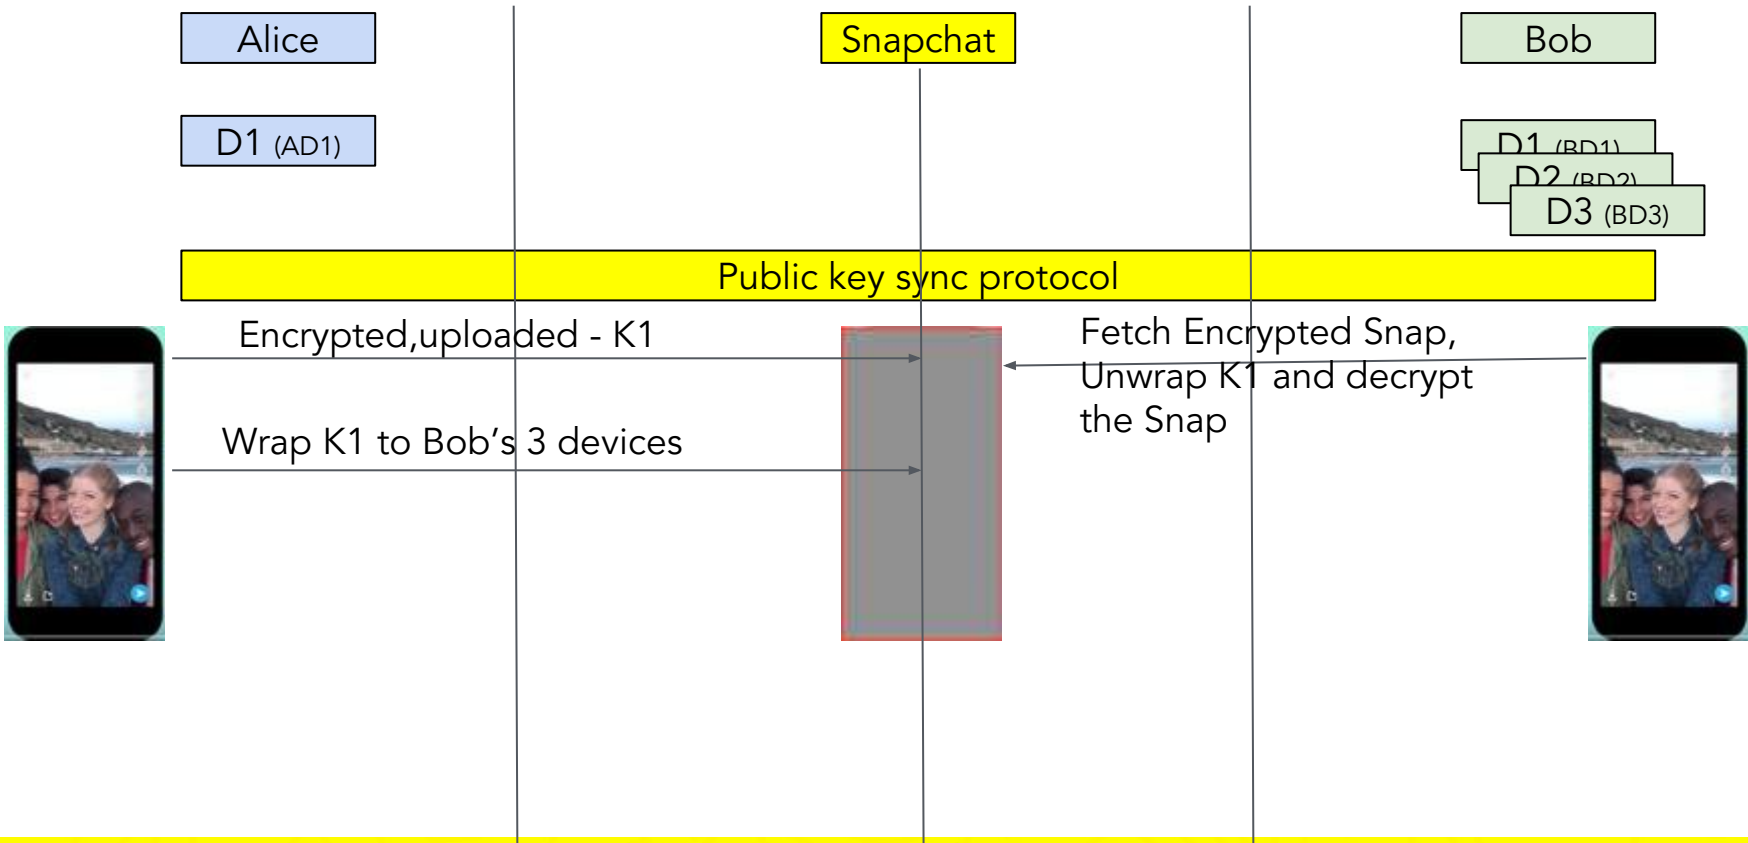 Alice
Snapchat
Bob
D1 (AD1)
D1 (BD1)
D2 (BD2)
D3 (BD3)
Public key sync protocol
Encrypted,uploaded - K1
Wrap K1 to Bob’s 3 devices
Fetch Encrypted Snap,
Unwrap K1 and decrypt
the Snap